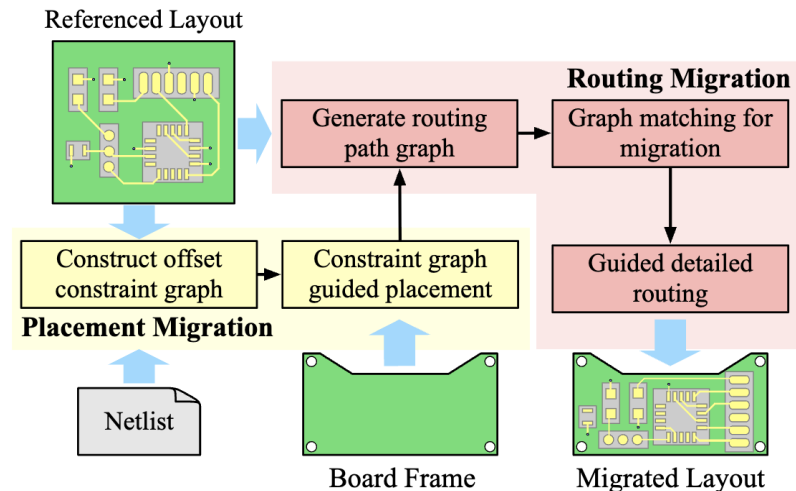 Referenced Layout
Routing Migration
Generate routing
path graph
Graph matching for
migration
Construct offset
constraint graph
Constraint graph
guided placement
Guided detailed
routing
Placement Migration
Netlist
Board Frame
Migrated Layout